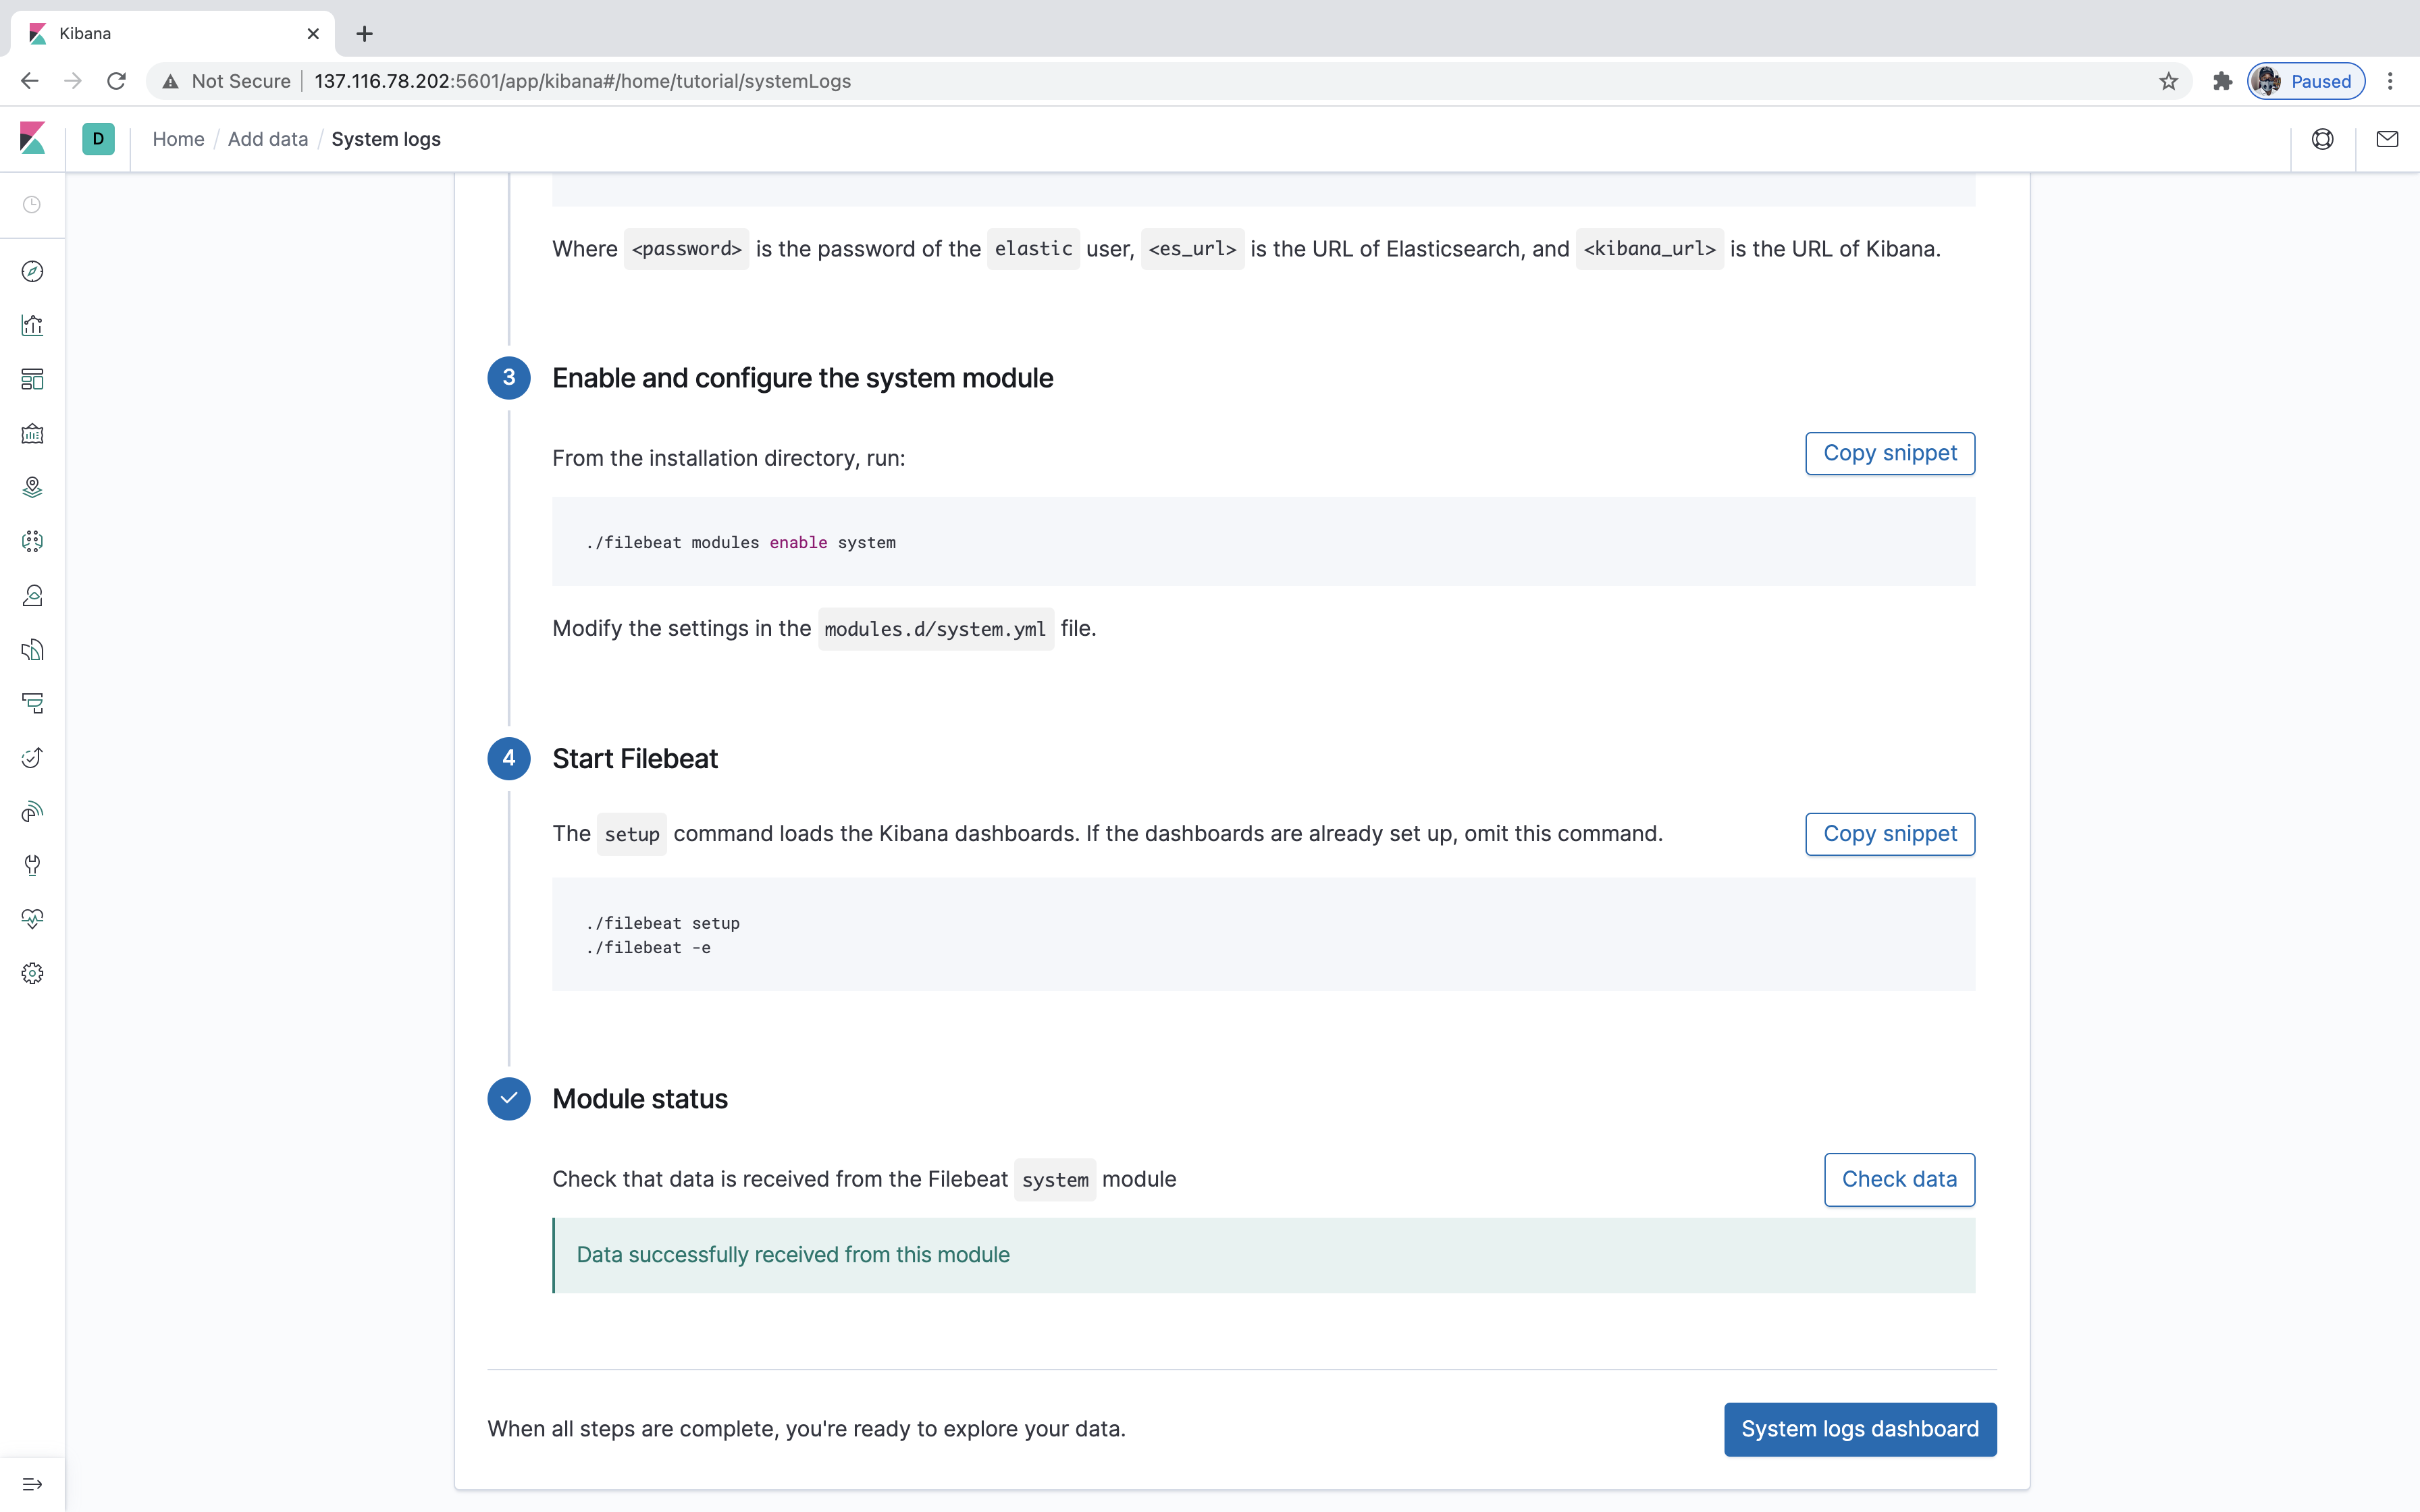 Kibana
Not Secure 137.116.78.202:5601/app/kibana#/home/tutorial/systemLogs
Paused
D
Home / Add data / System logs
Where <password> is the password of the elastic user, <es_url> is the URL of Elasticsearch, and <kibana_url> is the URL of Kibana.
3 Enable and configure the system module
From the installation directory, run:
Copy snippet
./filebeat modules enable system
Modify the settings in the modules.d/system.yml file.
4 Start Filebeat
The setup command loads the Kibana dashboards. If the dashboards are already set up, omit this command.
Copy snippet
./filebeat setup
./filebeat -e
Module status
Check that data is received from the Filebeat system module
Check data
Data successfully received from this module
When all steps are complete, you're ready to explore your data.
System logs dashboard